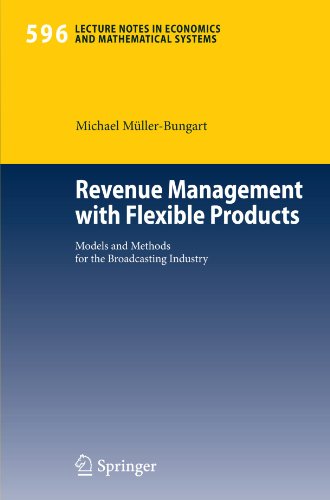 596 LECTURE NOTES IN ECONOMICS
AND MATHEMATICAL SYSTEMS
Michael Müller-Bungart
Revenue Management
with Flexible Products
Models and Methods
for the Broadcasting Industry
Springer